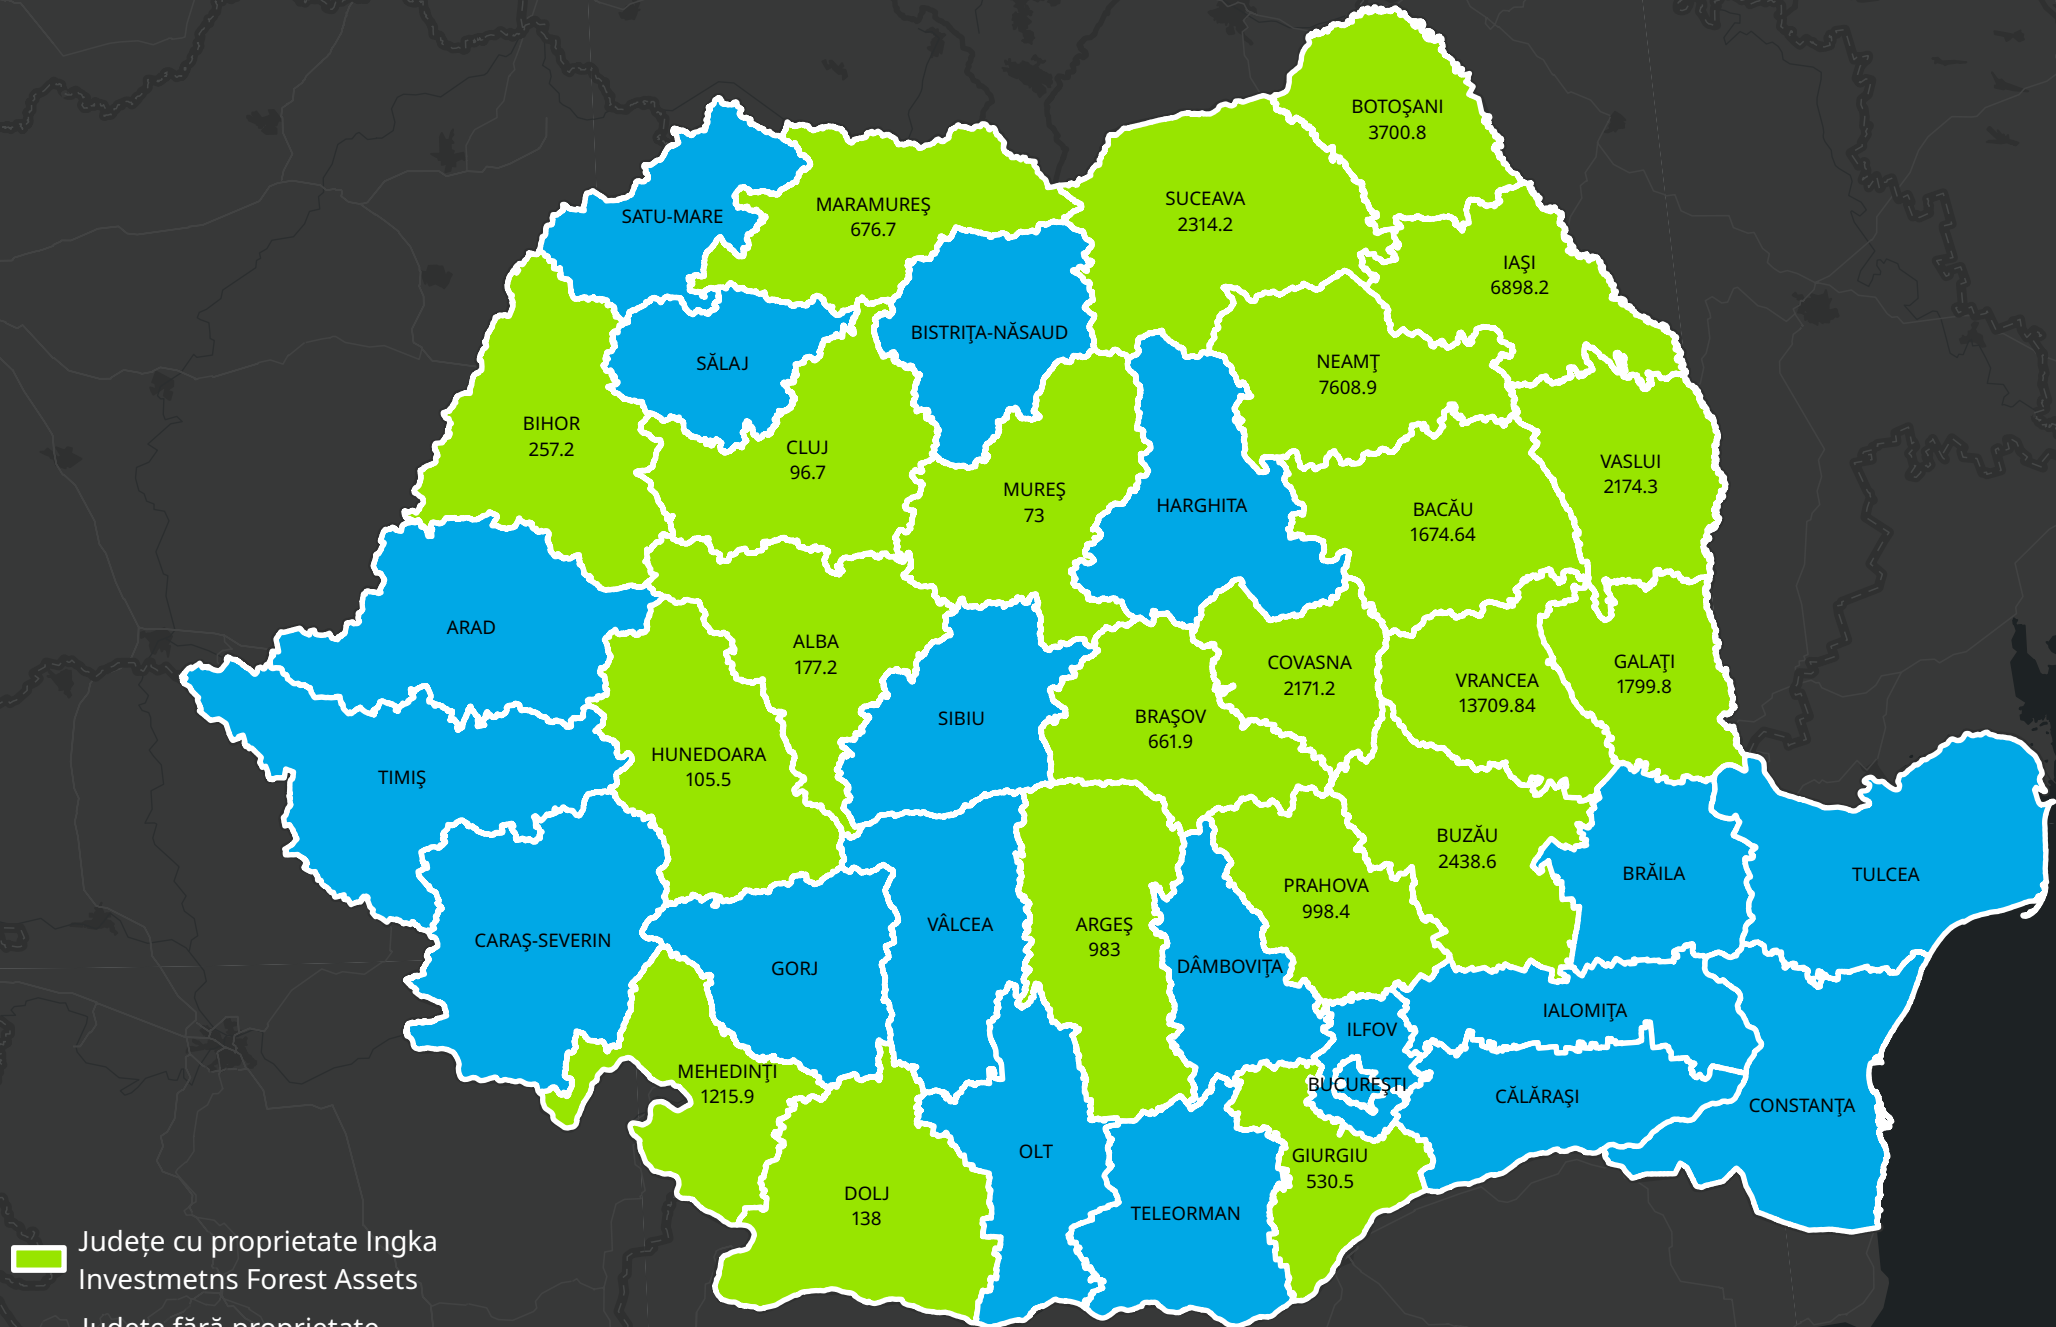 BOTOŞANI
3700.8
SUCEAVA
2314.2
MARAMUREŞ
676.7
SATU-MARE
IAŞI
6898.2
BISTRIŢA-NĂSAUD
SĂLAJ
NEAMŢ
7608.9
BIHOR
257.2
CLUJ
96.7
MUREŞ
73
HARGHITA
VASLUI
2174.3
BACĂU
1674.64
ARAD
ALBA
177.2
COVASNA
2171.2
VRANCEA
13709.84
GALAŢI
1799.8
SIBIU
BRAŞOV
661.9
HUNEDOARA
105.5
TIMIŞ
BUZĂU
2438.6
BRĂILA
TULCEA
PRAHOVA
998.4
CARAŞ-SEVERIN
VÂLCEA
ARGEŞ
983
GORJ
DÂMBOVIŢA
IALOMIŢA
ILFOV
MEHEDINŢI
1215.9
BUCUREŞTI
CĂLĂRAŞI
CONSTANŢA
OLT
GIURGIU
530.5
DOLJ
138
TELEORMAN
Județe cu proprietate Ingka
Investmetns Forest Assets
Județe fără proprietate